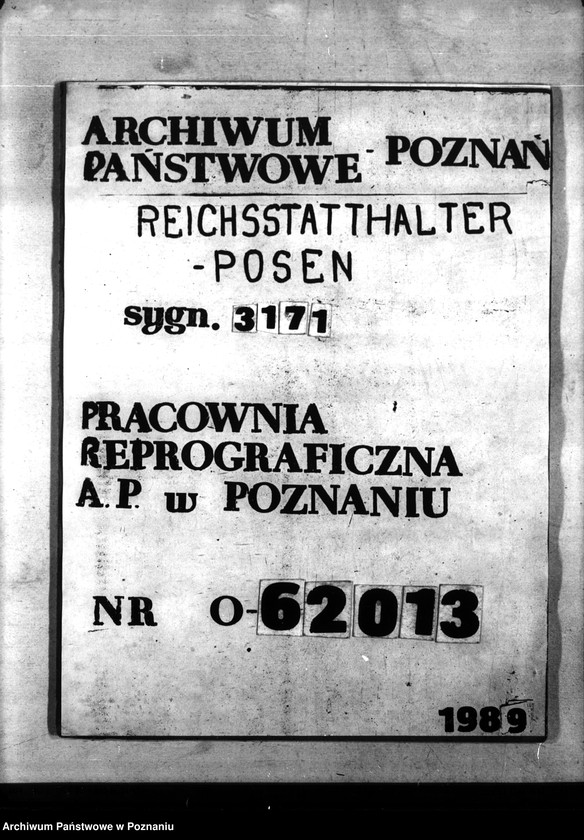 ARCHIWUM
PAŃSTWOWE - POZNAŃ
REICHSSTATTHALTER
-POSEN
sygn. 3171
PRACOWNIA
REPROGRAFICZNA
A.P. w POZNANIU
NR O-62013
1989
Archiwum Państwowe w Poznaniu